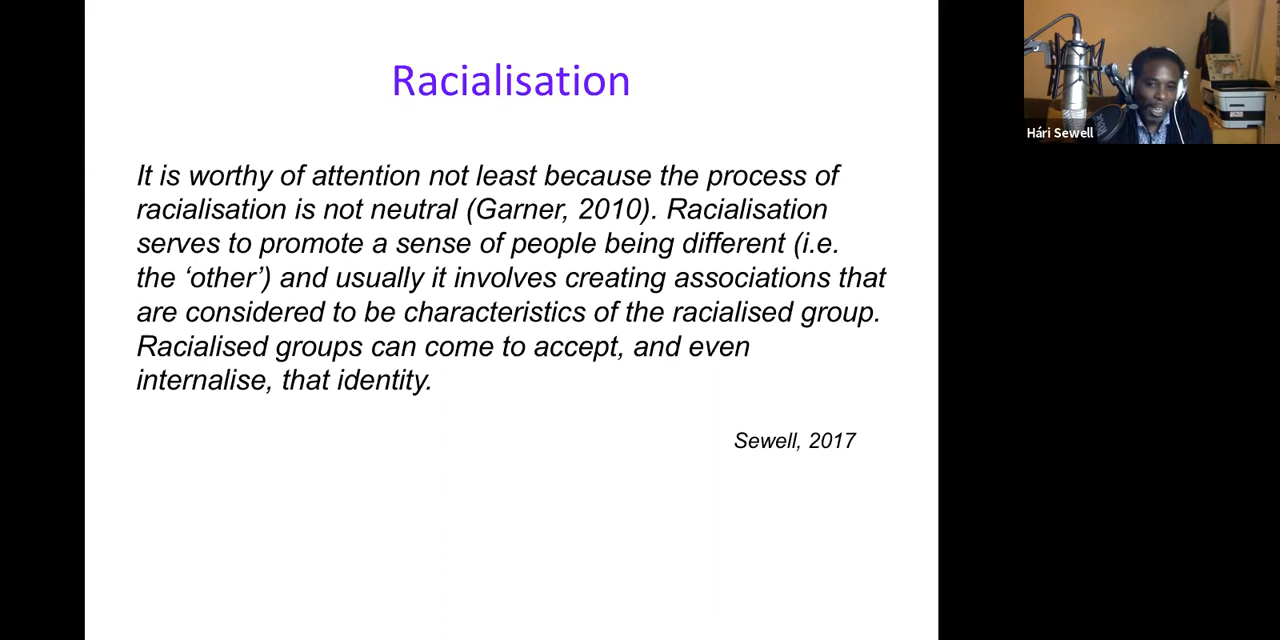 Racialisation
It is worthy of attention not least because the process of
racialisation is not neutral (Garner, 2010). Racialisation
serves to promote a sense of people being different (i.e.
the ‘other’) and usually it involves creating associations that
are considered to be characteristics of the racialised group.
Racialised groups can come to accept, and even
internalise, that identity.
Sewell, 2017
Hári Sewell